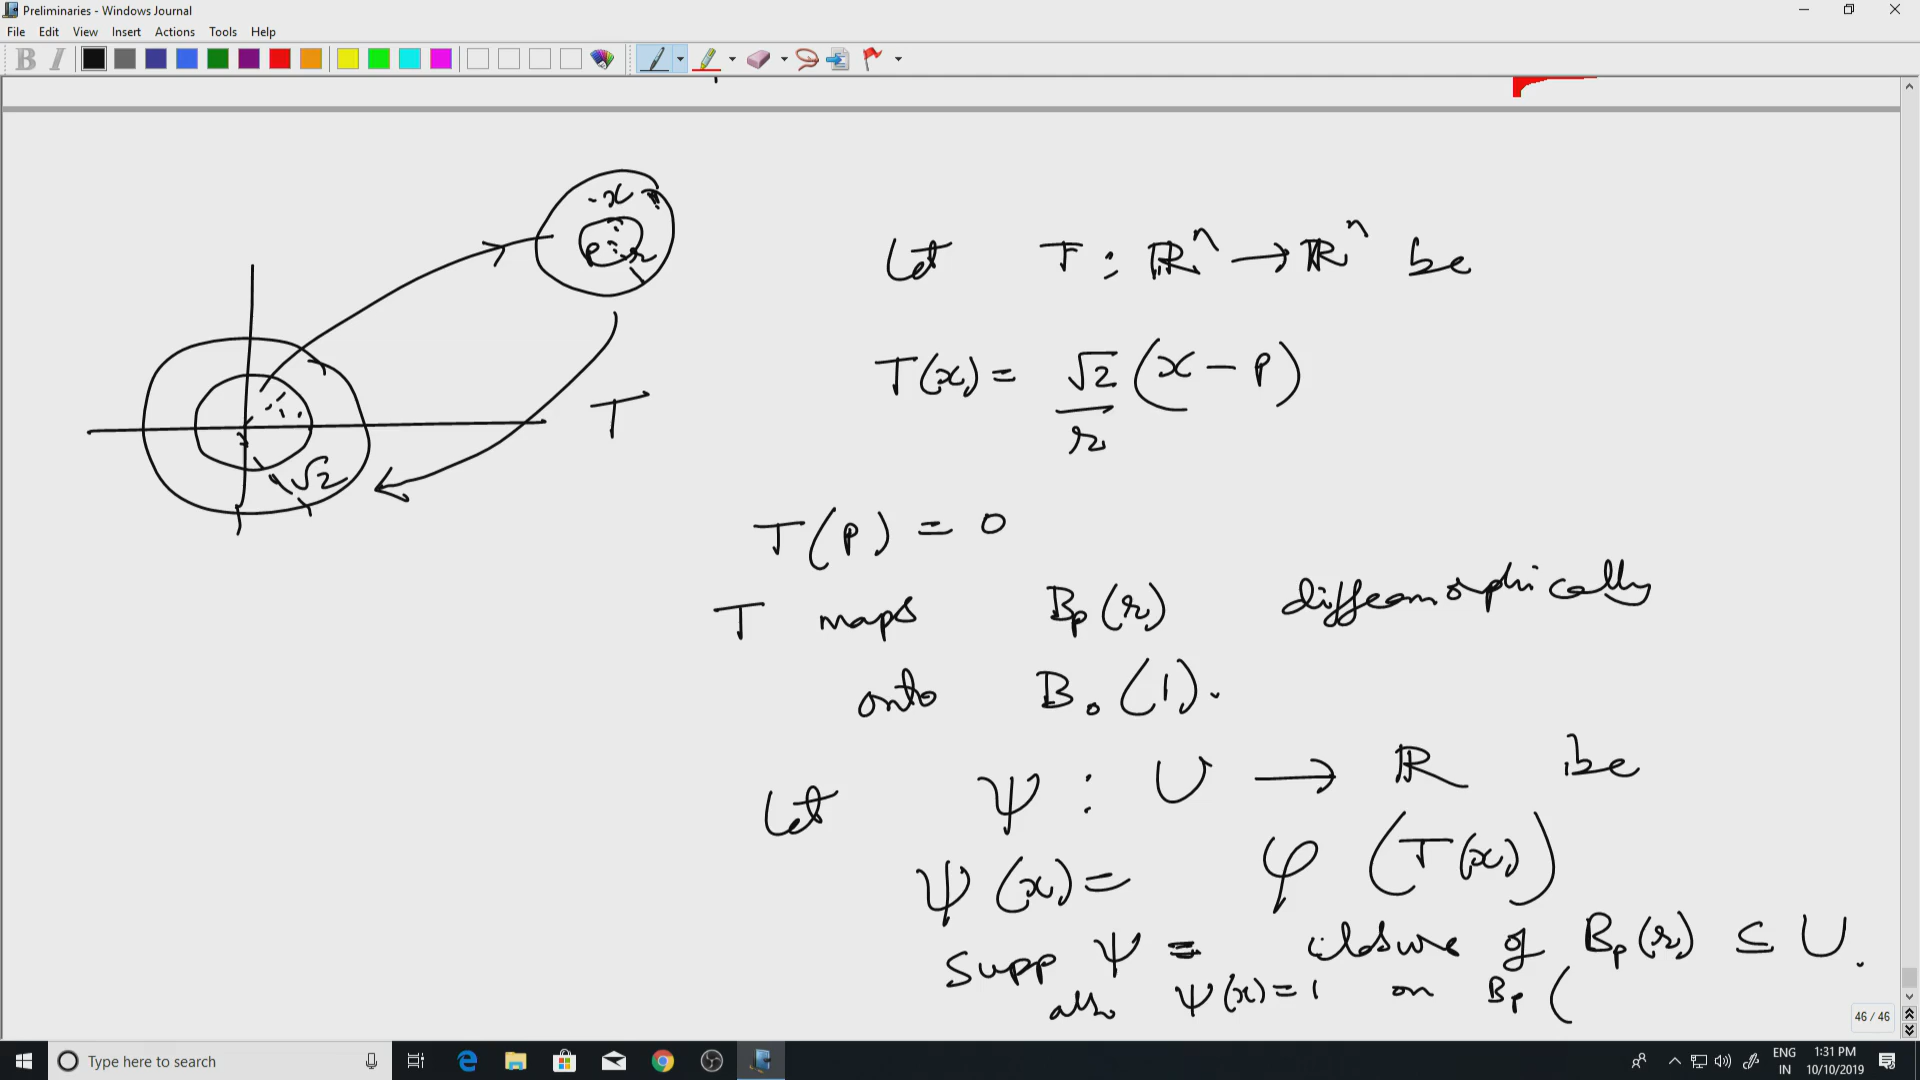 Preliminaries - Windows Journal
File Edit View Insert Actions Tools Help
B I
x
p r
√2
T
Let T : ℝⁿ → ℝⁿ be
T(x) = √2/r (x - p)
T(p) = 0
T maps Bₚ(r) diffeomorphically
onto B₀(1).
Let ψ : U → ℝ be
ψ(x) = φ(T(x))
Supp ψ = closure of Bₚ(r) ⊆ U.
also ψ(x) = 1 on Bₚ(
46 / 46
Type here to search
ENG
IN
1:31 PM
10/10/2019